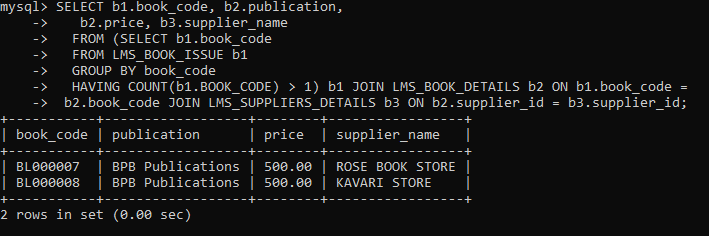 mysql> SELECT b1.book_code, b2.publication,
    ->     b2.price, b3.supplier_name
    ->    FROM (SELECT b1.book_code
    ->    FROM LMS_BOOK_ISSUE b1
    ->    GROUP BY book_code
    ->    HAVING COUNT(b1.BOOK_CODE) > 1) b1 JOIN LMS_BOOK_DETAILS b2 ON b1.book_code =
    ->  b2.book_code JOIN LMS_SUPPLIERS_DETAILS b3 ON b2.supplier_id = b3.supplier_id;
+-----------+------------------+--------+-----------------+
| book_code | publication      | price  | supplier_name   |
+-----------+------------------+--------+-----------------+
| BL000007  | BPB Publications | 500.00 | ROSE BOOK STORE |
| BL000008  | BPB Publications | 500.00 | KAVARI STORE    |
+-----------+------------------+--------+-----------------+
2 rows in set (0.00 sec)